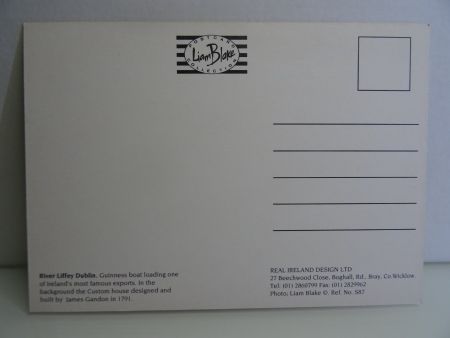 POSTCARD
Liam Blake
COLLECTION
River Liffey Dublin. Guinness boat loading one
of Ireland's most famous exports. In the
background the Custom house designed and
built by James Gandon in 1791.
REAL IRELAND DESIGN LTD
27 Beechwood Close, Boghall, Rd., Bray, Co Wicklow.
Tel: (01) 2860799 Fax: (01) 2829962
Photo: Liam Blake ©. Ref. No. S87